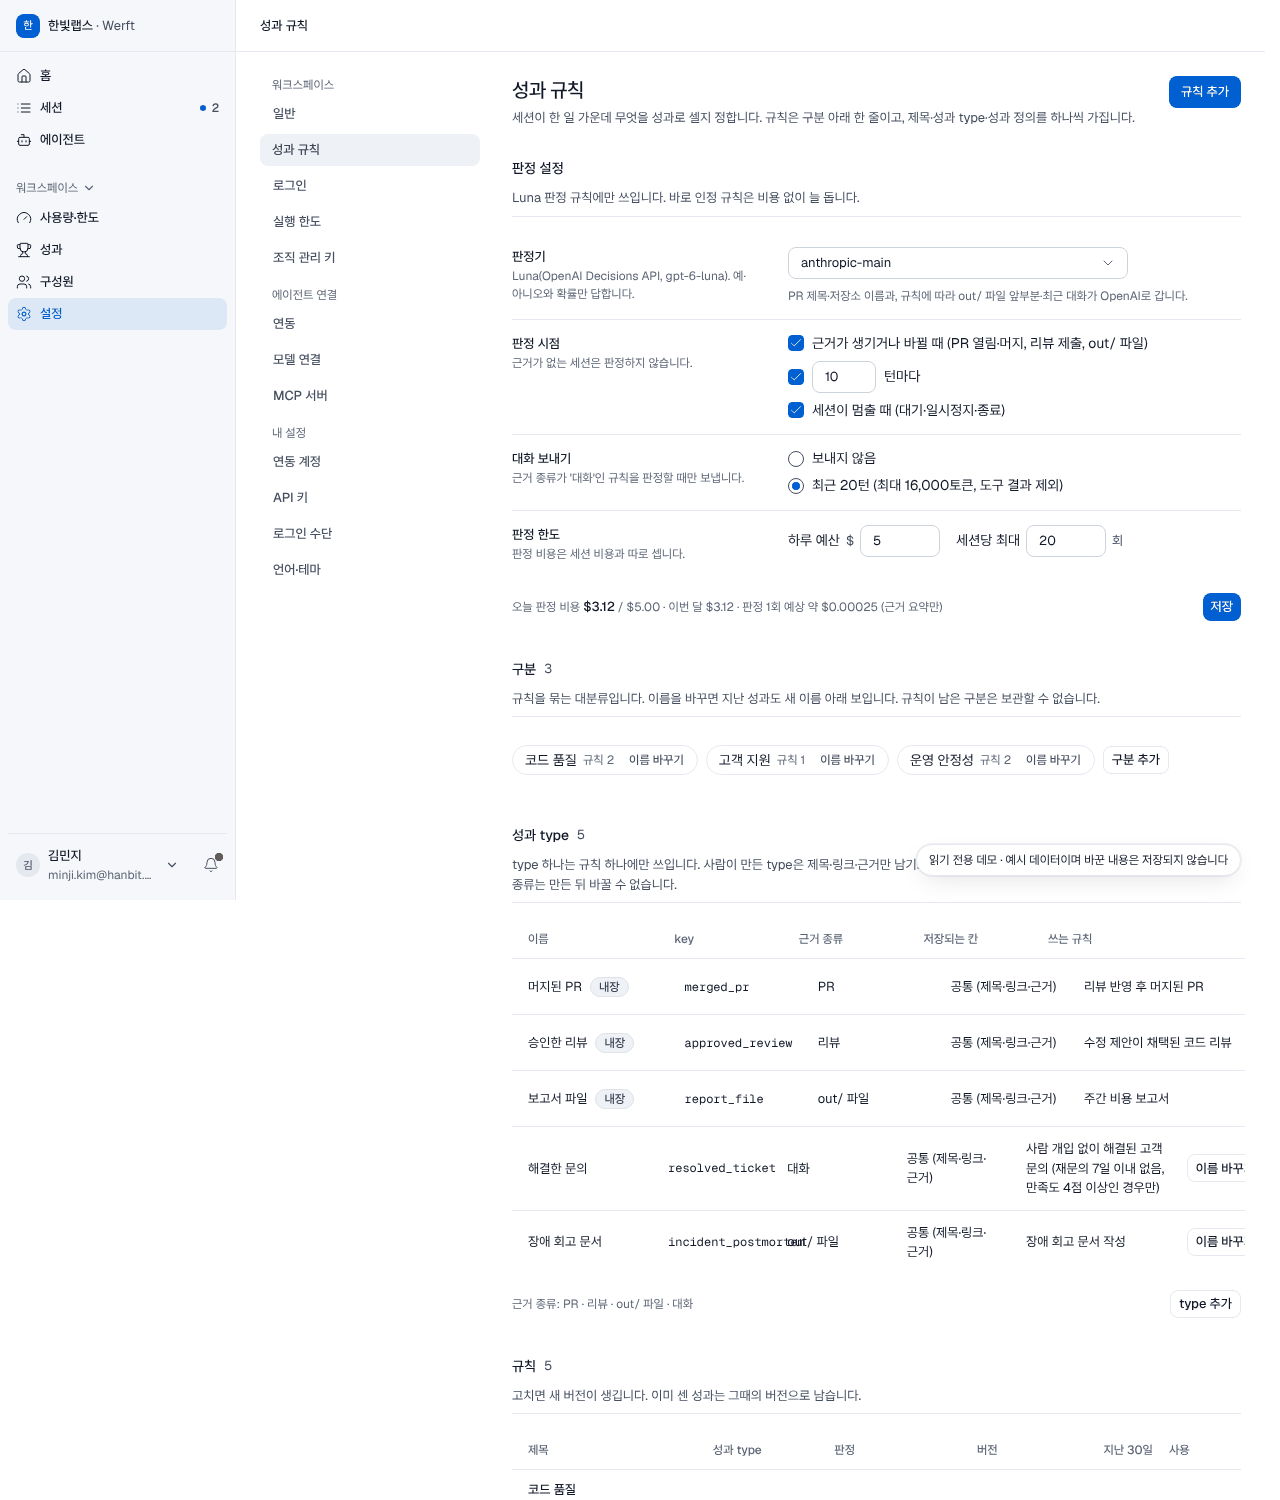 한 한빛랩스 · Werft
성과 규칙
홈
세션 2
에이전트
워크스페이스
사용량·한도
성과
구성원
설정
김 김민지
minji.kim@hanbit....
워크스페이스
일반
성과 규칙
로그인
실행 한도
조직 관리 키
에이전트 연결
연동
모델 연결
MCP 서버
내 설정
연동 계정
API 키
로그인 수단
언어·테마
성과 규칙
규칙 추가
세션이 한 일 가운데 무엇을 성과로 셀지 정합니다. 규칙은 구분 아래 한 줄이고, 제목·성과 type·성과 정의를 하나씩 가집니다.
판정 설정
Luna 판정 규칙에만 쓰입니다. 바로 인정 규칙은 비용 없이 늘 돕니다.
판정기
Luna(OpenAI Decisions API, gpt-6-luna). 예·
아니오와 확률만 답합니다.
anthropic-main
PR 제목·저장소 이름과, 규칙에 따라 out/ 파일 앞부분·최근 대화가 OpenAI로 갑니다.
판정 시점
근거가 없는 세션은 판정하지 않습니다.
근거가 생기거나 바뀔 때 (PR 열림·머지, 리뷰 제출, out/ 파일)
10 턴마다
세션이 멈출 때 (대기·일시정지·종료)
대화 보내기
근거 종류가 '대화'인 규칙을 판정할 때만 보냅니다.
보내지 않음
최근 20턴 (최대 16,000토큰, 도구 결과 제외)
판정 한도
판정 비용은 세션 비용과 따로 셉니다.
하루 예산 $ 5 세션당 최대 20 회
오늘 판정 비용 $3.12 / $5.00 · 이번 달 $3.12 · 판정 1회 예상 약 $0.00025 (근거 요약만)
저장
구분 3
규칙을 묶는 대분류입니다. 이름을 바꾸면 지난 성과도 새 이름 아래 보입니다. 규칙이 남은 구분은 보관할 수 없습니다.
코드 품질 규칙 2 이름 바꾸기 고객 지원 규칙 1 이름 바꾸기 운영 안정성 규칙 2 이름 바꾸기 구분 추가
성과 type 5
type 하나는 규칙 하나에만 쓰입니다. 사람이 만든 type은 제목·링크·근거만 남기.
종류는 만든 뒤 바꿀 수 없습니다.
읽기 전용 데모 · 예시 데이터이며 바꾼 내용은 저장되지 않습니다
이름 key 근거 종류 저장되는 칸 쓰는 규칙
머지된 PR 내장 merged_pr PR 공통 (제목·링크·근거) 리뷰 반영 후 머지된 PR
승인한 리뷰 내장 approved_review 리뷰 공통 (제목·링크·근거) 수정 제안이 채택된 코드 리뷰
보고서 파일 내장 report_file out/ 파일 공통 (제목·링크·근거) 주간 비용 보고서
해결한 문의 resolved_ticket 대화 공통 (제목·링크·
근거) 사람 개입 없이 해결된 고객
문의 (재문의 7일 이내 없음,
만족도 4점 이상인 경우만) 이름 바꾸
장애 회고 문서 incident_postmortem out/ 파일 공통 (제목·링크·
근거) 장애 회고 문서 작성 이름 바꾸
근거 종류: PR · 리뷰 · out/ 파일 · 대화
type 추가
규칙 5
고치면 새 버전이 생깁니다. 이미 센 성과는 그때의 버전으로 남습니다.
제목 성과 type 판정 버전 지난 30일 사용
코드 품질